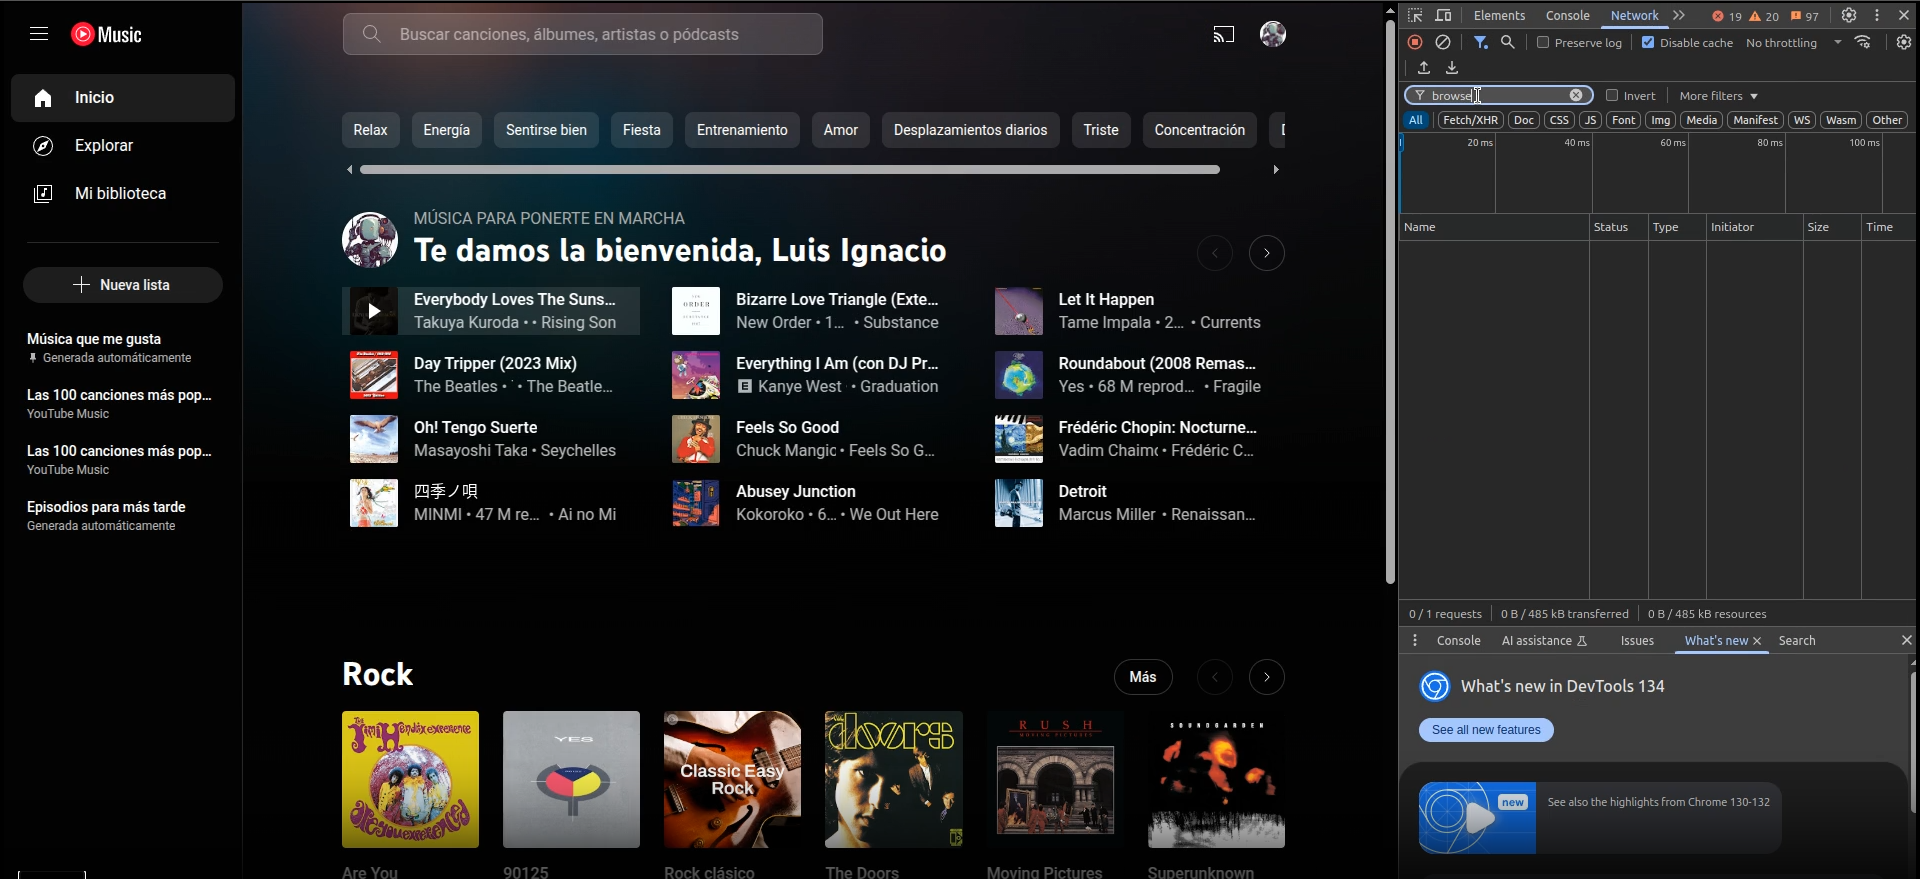 Music
Buscar canciones, álbumes, artistas o pódcasts
Inicio
Explorar
Mi biblioteca
Nueva lista
Música que me gusta
Generada automáticamente
Las 100 canciones más pop...
YouTube Music
Las 100 canciones más pop...
YouTube Music
Episodios para más tarde
Generada automáticamente
Relax
Energía
Sentirse bien
Fiesta
Entrenamiento
Amor
Desplazamientos diarios
Triste
Concentración
MÚSICA PARA PONERTE EN MARCHA
Te damos la bienvenida, Luis Ignacio
Everybody Loves The Suns...
Takuya Kuroda • • Rising Son
Bizarre Love Triangle (Exte...
New Order • 1... • Substance
Let It Happen
Tame Impala • 2... • Currents
Day Tripper (2023 Mix)
The Beatles • • The Beatle...
Everything I Am (con DJ Pr...
E Kanye West • Graduation
Roundabout (2008 Remas...
Yes • 68 M reprod... • Fragile
Oh! Tengo Suerte
Masayoshi Taka • Seychelles
Feels So Good
Chuck Mangic • Feels So G...
Frédéric Chopin: Nocturne...
Vadim Chaimo • Frédéric C...
四季ノ唄
MINMI • 47 M re... • Ai no Mi
Abusey Junction
Kokoroko • 6... • We Out Here
Detroit
Marcus Miller • Renaissan...
ORDER
Rock
Más
YES
Classic Easy
Rock
the doors
RUSH
MOVING PICTURES
SOUNDGARDEN
Are You
90125
Rock clásico
The Doors
Moving Pictures
Superunknown
Elements
Console
Network
19
20
97
Preserve log
Disable cache
No throttling
browse
Invert
More filters
All
Fetch/XHR
Doc
CSS
JS
Font
Img
Media
Manifest
WS
Wasm
Other
20 ms
40 ms
60 ms
80 ms
100 ms
Name
Status
Type
Initiator
Size
Time
0 / 1 requests
0 B / 485 kB transferred
0 B / 485 kB resources
Console
AI assistance
Issues
What's new
Search
What's new in DevTools 134
See all new features
new
See also the highlights from Chrome 130-132